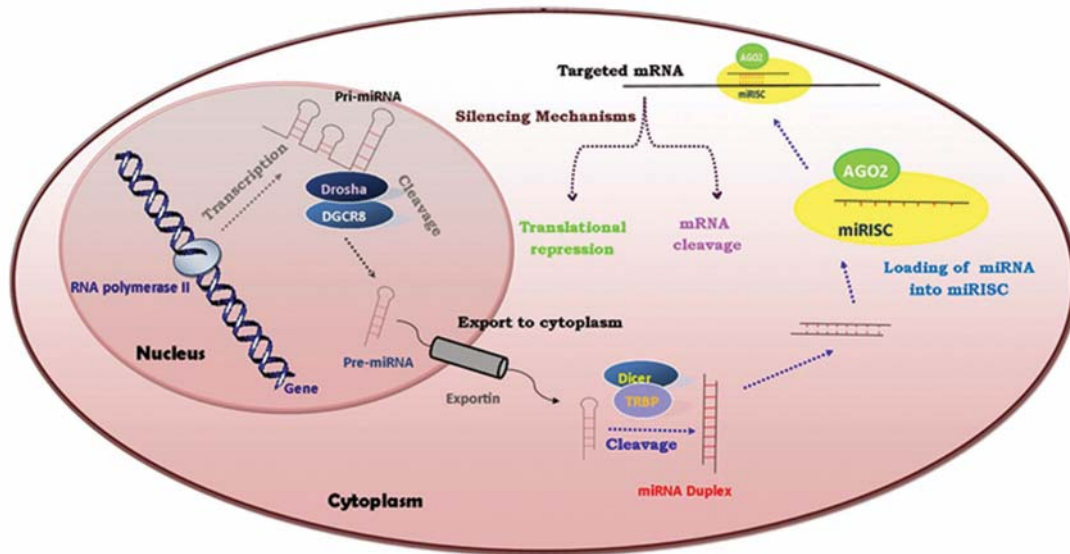 Pri-miRNA
Transcription
Cleavage
Drosha
DGCR8
RNA polymerase II
Nucleus
Gene
Pre-miRNA
Export to cytoplasm
Exportin
Cytoplasm
Dicer
TRBP
Cleavage
miRNA Duplex
Loading of miRNA
into miRISC
AGO2
miRISC
AGO2
miRISC
Targeted mRNA
Silencing Mechanisms
Translational
repression
mRNA
cleavage